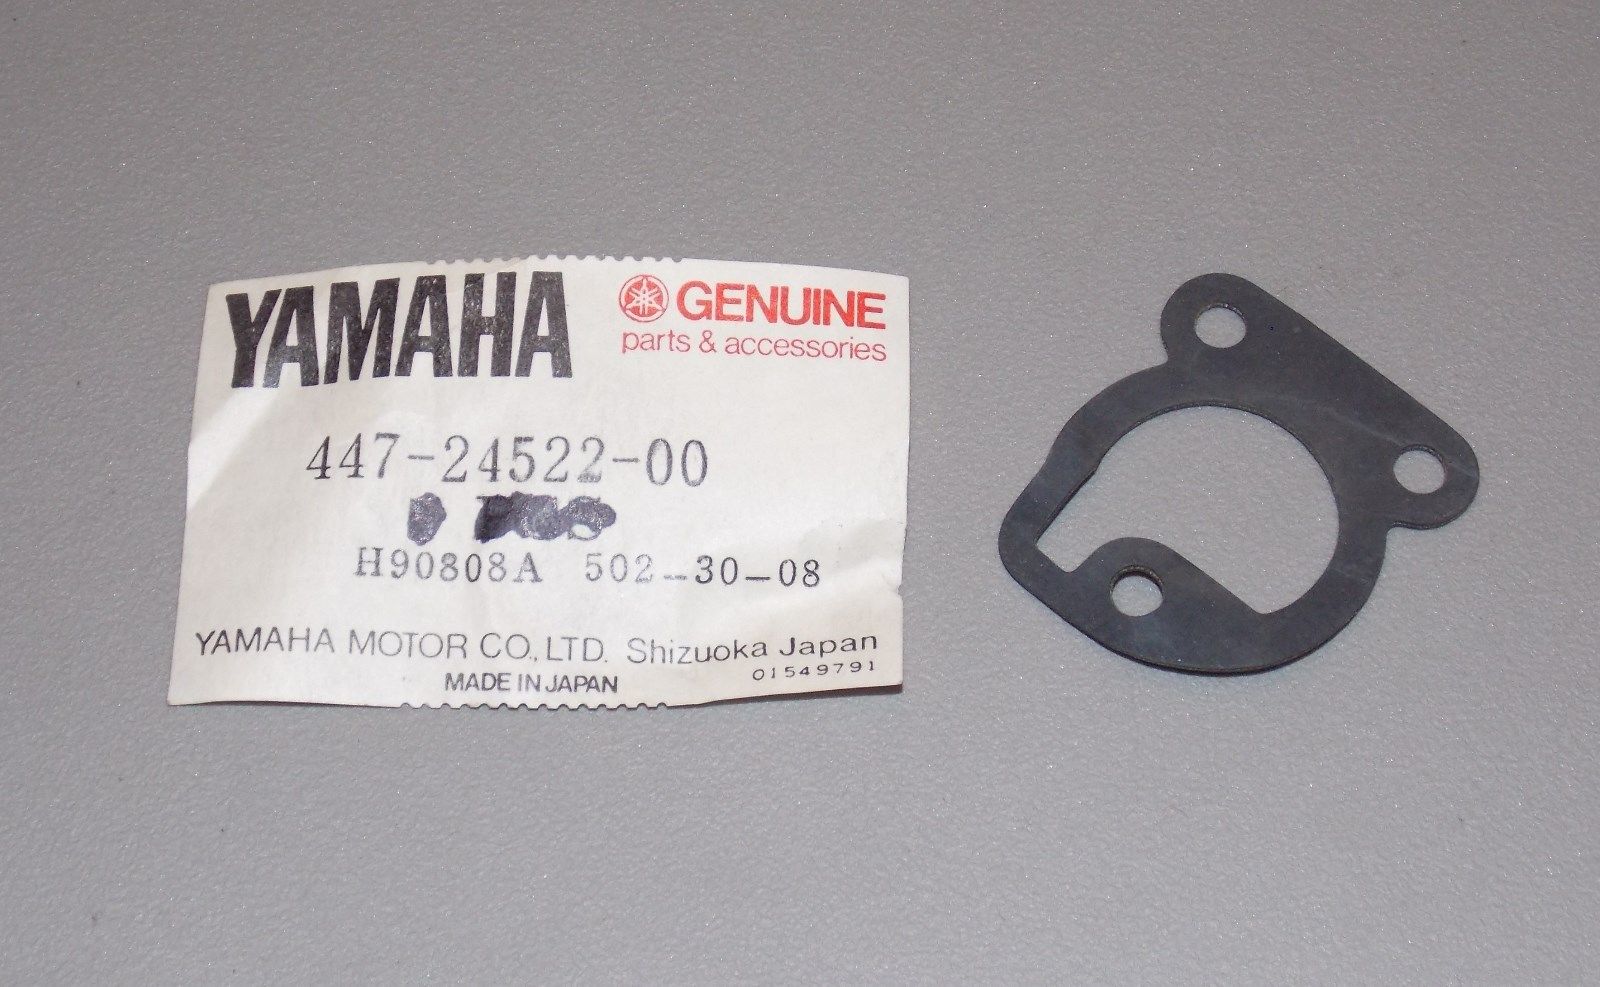 YAMAHA GENUINE
parts & accessories
447-24522-00
H90808A 502-30-08
YAMAHA MOTOR CO., LTD. Shizuoka Japan
01549791
MADE IN JAPAN